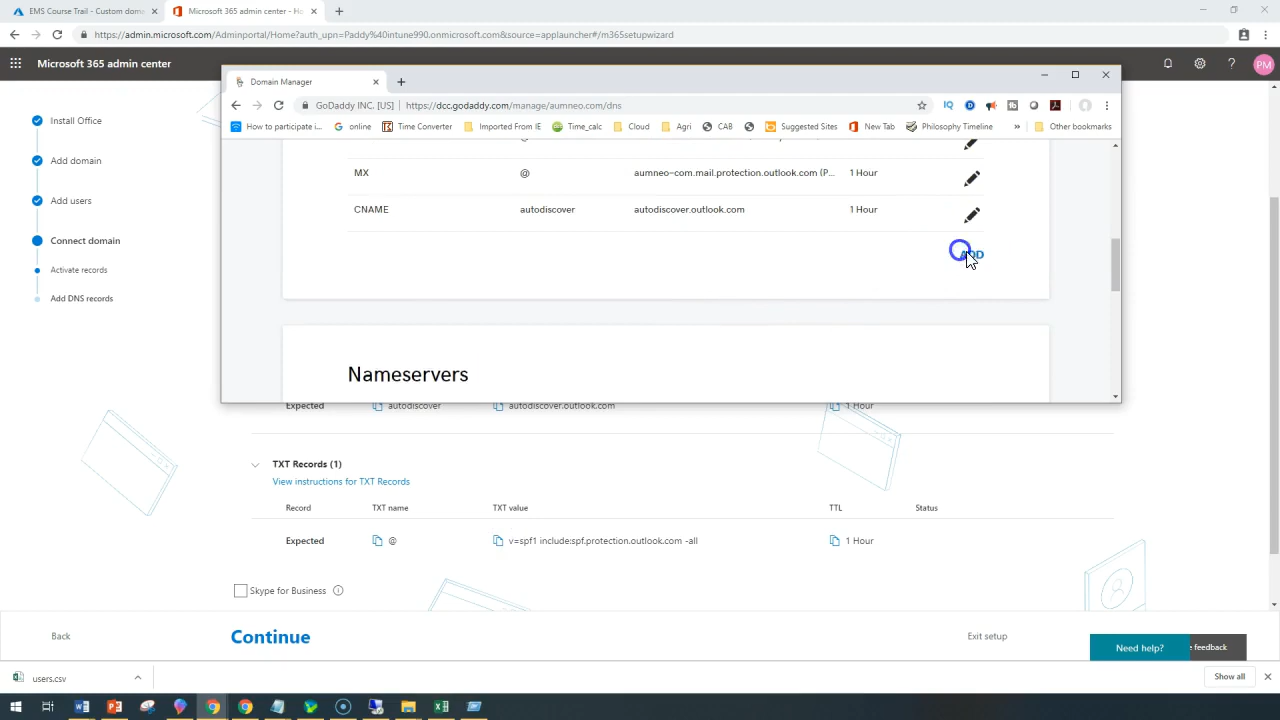 EMS Course Trail - Custom doma
Microsoft 365 admin center - Ho
https://admin.microsoft.com/Adminportal/Home?auth_upn=Paddy%40intune990.onmicrosoft.com&source=applauncher#/m365setupwizard
Microsoft 365 admin center
PM
Domain Manager
GoDaddy INC. [US] | https://dcc.godaddy.com/manage/aumneo.com/dns
IQ
How to participate i...
online
Time Converter
Imported From IE
Time_calc
Cloud
Agri
CAB
Suggested Sites
New Tab
Philosophy Timeline
»
Other bookmarks
Install Office
Add domain
Add users
Connect domain
Activate records
Add DNS records
MX @ aumneo-com.mail.protection.outlook.com (P... 1 Hour
CNAME autodiscover autodiscover.outlook.com 1 Hour
ADD
Nameservers
Expected autodiscover autodiscover.outlook.com 1 Hour
TXT Records (1)
View instructions for TXT Records
Record TXT name TXT value TTL Status
Expected @ v=spf1 include:spf.protection.outlook.com -all 1 Hour
Skype for Business
Back
Continue
Exit setup
Need help?
feedback
users.csv
Show all